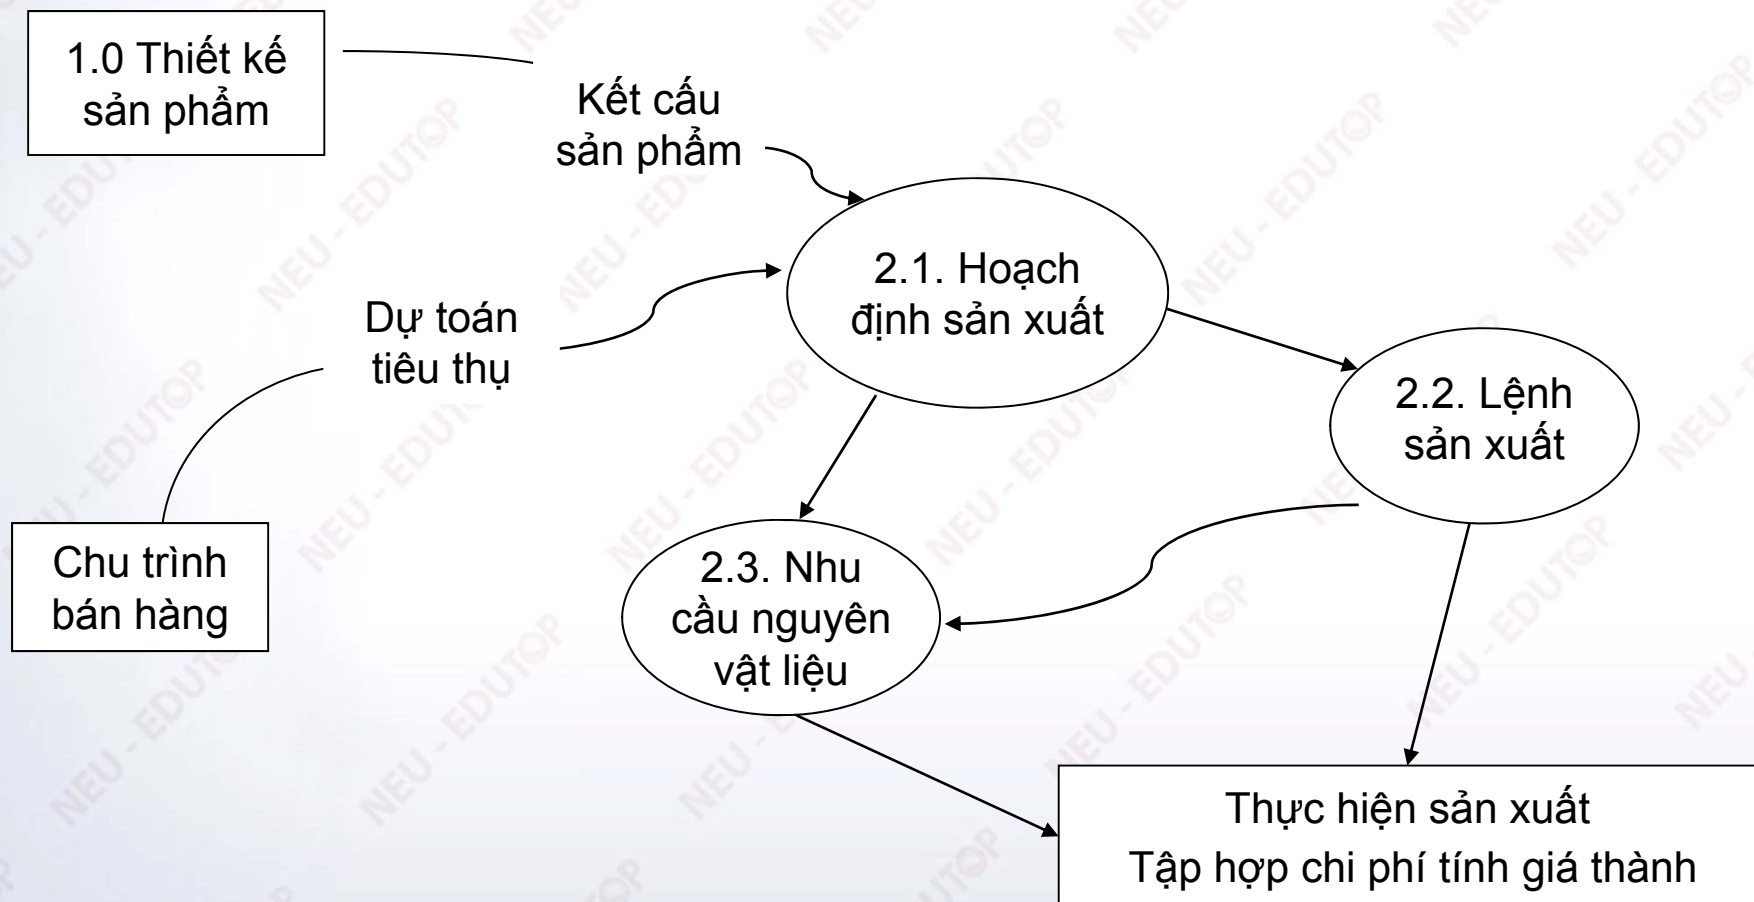 1.0 Thiết kế
sản phẩm
Kết cấu
sản phẩm
2.1. Hoạch
định sản xuất
Dự toán
tiêu thụ
2.2. Lệnh
sản xuất
Chu trình
bán hàng
2.3. Nhu
cầu nguyên
vật liệu
Thực hiện sản xuất
Tập hợp chi phí tính giá thành
NEU - EDUTOP